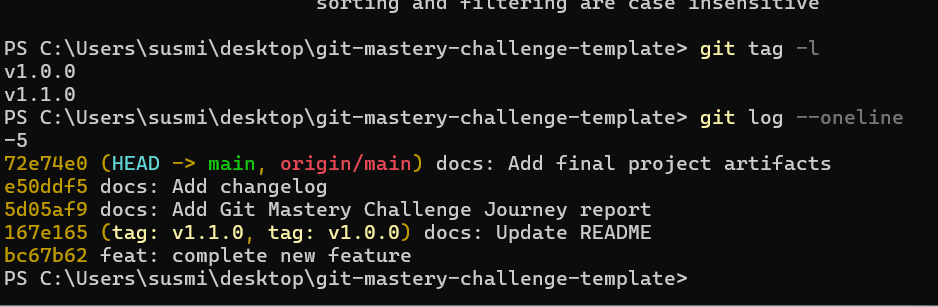 sorting and filtering are case insensitive
PS C:\Users\susmi\desktop\git-mastery-challenge-template> git tag -l
v1.0.0
v1.1.0
PS C:\Users\susmi\desktop\git-mastery-challenge-template> git log --oneline
-5
72e74e0 (HEAD -> main, origin/main) docs: Add final project artifacts
e50ddf5 docs: Add changelog
5d05af9 docs: Add Git Mastery Challenge Journey report
167e165 (tag: v1.1.0, tag: v1.0.0) docs: Update README
bc67b62 feat: complete new feature
PS C:\Users\susmi\desktop\git-mastery-challenge-template>